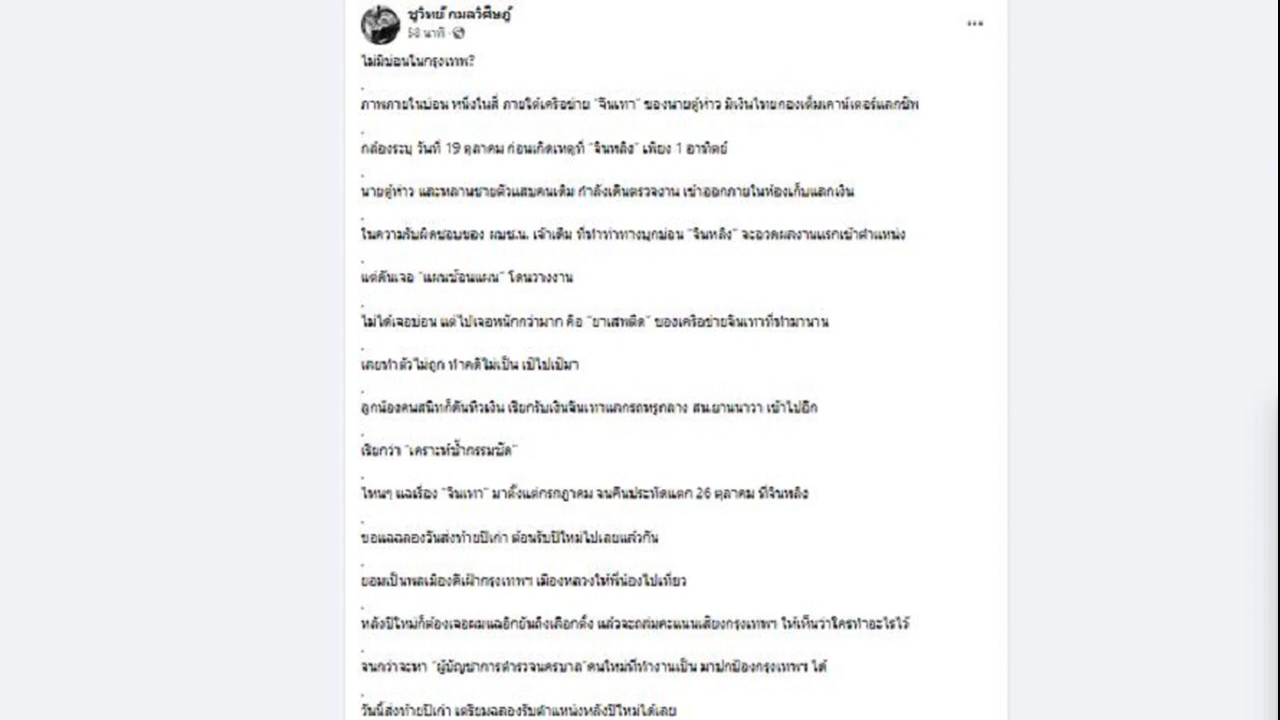 ชูวิทย์ กมลวิศิษฎ์
58 นาที ·
ไม่มีบ่อนในกรุงเทพ?
.
ภาพภายในบ่อน หนึ่งในสี่ ภายใต้เครือข่าย "จีนเทา" ของนายตู้ห่าว มีเงินไทยกองเต็มเคาน์เตอร์แลกชิพ
.
กล้องระบุ วันที่ 19 ตุลาคม ก่อนเกิดเหตุที่ "จินหลิง" เพียง 1 อาทิตย์
.
นายตู้ห่าว และหลานชายตัวแสบคนเดิม กำลังเดินตรวจงาน เข้าออกภายในห้องเก็บแลกเงิน
.
ในความรับผิดชอบของ ผบช.น. เจ้าเดิม ที่ทำท่าทางบุกบ่อน "จินหลิง" จะอวดผลงานแรกเข้าตำแหน่ง
.
แต่ดันเจอ "แผนซ้อนแผน" โดนวางงาน
.
ไม่ได้เจอบ่อน แต่ไปเจอหนักกว่ามาก คือ "ยาเสพติด" ของเครือข่ายจีนเทาที่ทำมานาน
.
เลยทำตัวไม่ถูก ทำคดีไม่เป็น เป๋ไปเป๋มา
.
ลูกน้องคนสนิทก็ดันหิวเงิน เรียกรับเงินจีนเทาแลกรถหรูกลาง สน.ยานนาวา เข้าไปอีก
.
เรียกว่า "เคราะห์ซ้ำกรรมซัด"
.
ไหนๆ แฉเรื่อง "จีนเทา" มาตั้งแต่กรกฎาคม จนคืนประทัดแตก 26 ตุลาคม ที่จินหลิง
.
ขอแฉฉลองวันส่งท้ายปีเก่า ต้อนรับปีใหม่ไปเลยแล้วกัน
.
ยอมเป็นพลเมืองดีเฝ้ากรุงเทพฯ เมืองหลวงให้พี่น้องไปเที่ยว
.
หลังปีใหม่ก็ต้องเจอผมแฉอีกยันถึงเลือกตั้ง แล้วจะถล่มคะแนนเสียงกรุงเทพฯ ให้เห็นว่าใครทำอะไรไว้
.
จนกว่าจะหา "ผู้บัญชาการตำรวจนครบาล"คนใหม่ที่ทำงานเป็น มาปกป้องกรุงเทพฯ ได้
.
วันนี้ส่งท้ายปีเก่า เตรียมฉลองรับตำแหน่งหลังปีใหม่ได้เลย